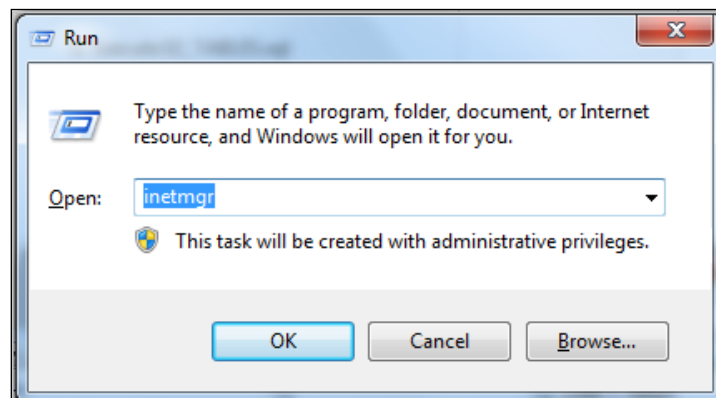 Run
Type the name of a program, folder, document, or Internet
resource, and Windows will open it for you.
Open: inetmgr
This task will be created with administrative privileges.
OK Cancel Browse...